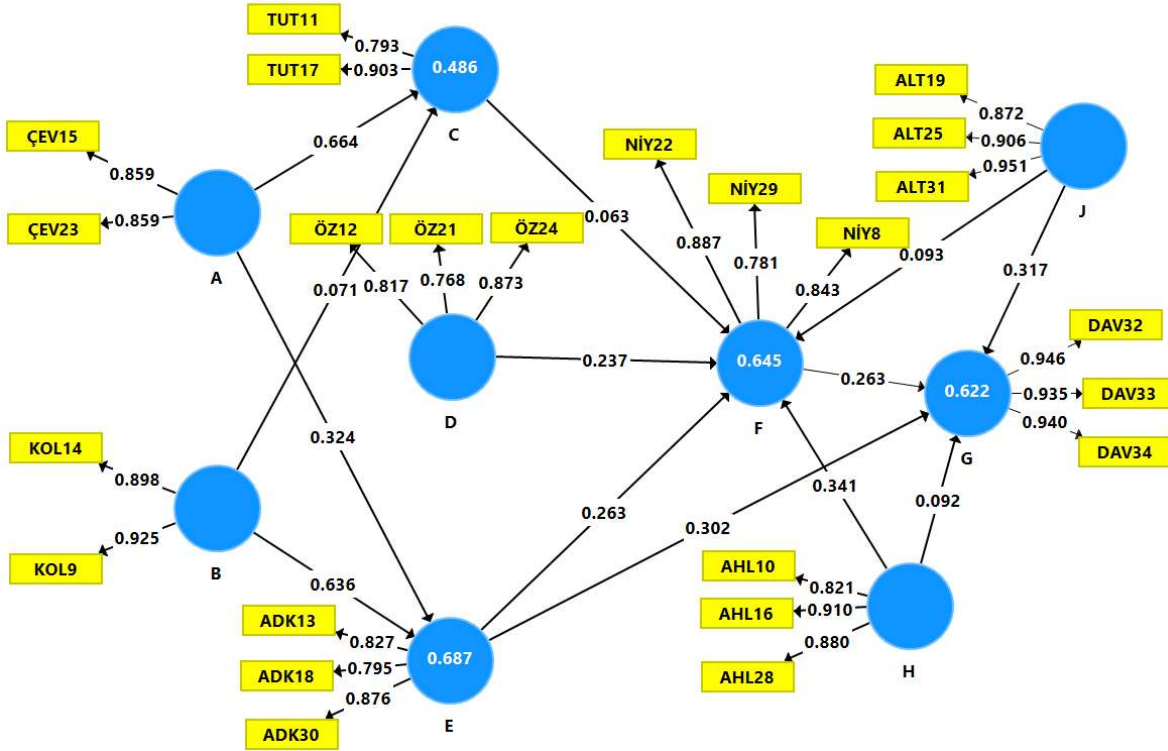 TUT11
0.793
TUT17
0.903
0.486
C
ALT19
0.872
ALT25
0.906
ALT31
0.951
J
ÇEV15
0.859
ÇEV23
0.859
A
0.664
NİY22
0.887
NİY29
0.781
NİY8
0.843
0.063
0.093
0.317
ÖZ12
0.817
ÖZ21
0.768
ÖZ24
0.873
0.071
D
0.237
0.645
F
0.263
0.622
G
DAV32
0.946
DAV33
0.935
DAV34
0.940
0.324
KOL14
0.898
KOL9
0.925
B
0.636
0.263
0.302
0.341
0.092
ADK13
0.827
ADK18
0.795
ADK30
0.876
0.687
E
AHL10
0.821
AHL16
0.910
AHL28
0.880
H